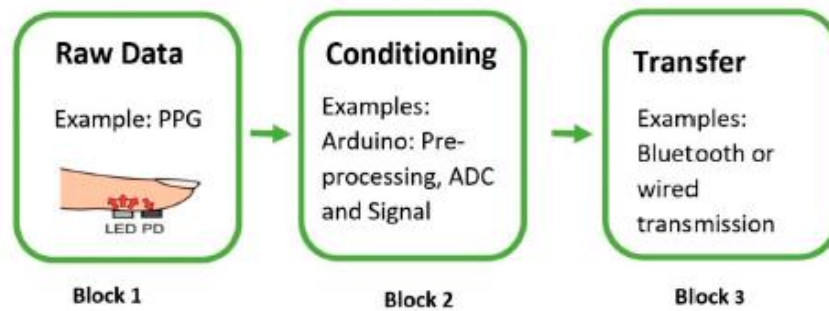 Raw Data
Example: PPG
LED PD
Block 1
Conditioning
Examples:
Arduino: Pre-
processing, ADC
and Signal
Block 2
Transfer
Examples:
Bluetooth or
wired
transmission
Block 3